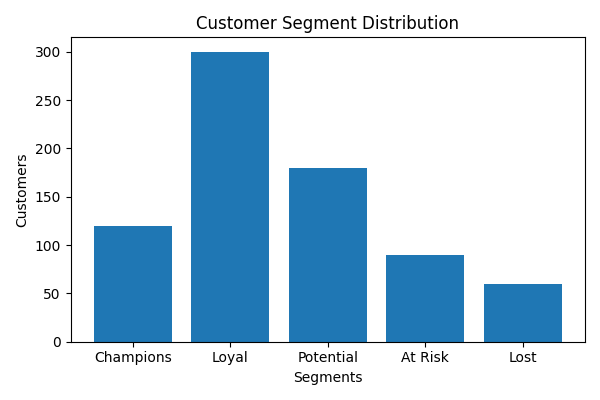 Customer Segment Distribution
Customers
300
250
200
150
100
50
0
Champions Loyal Potential At Risk Lost
Segments